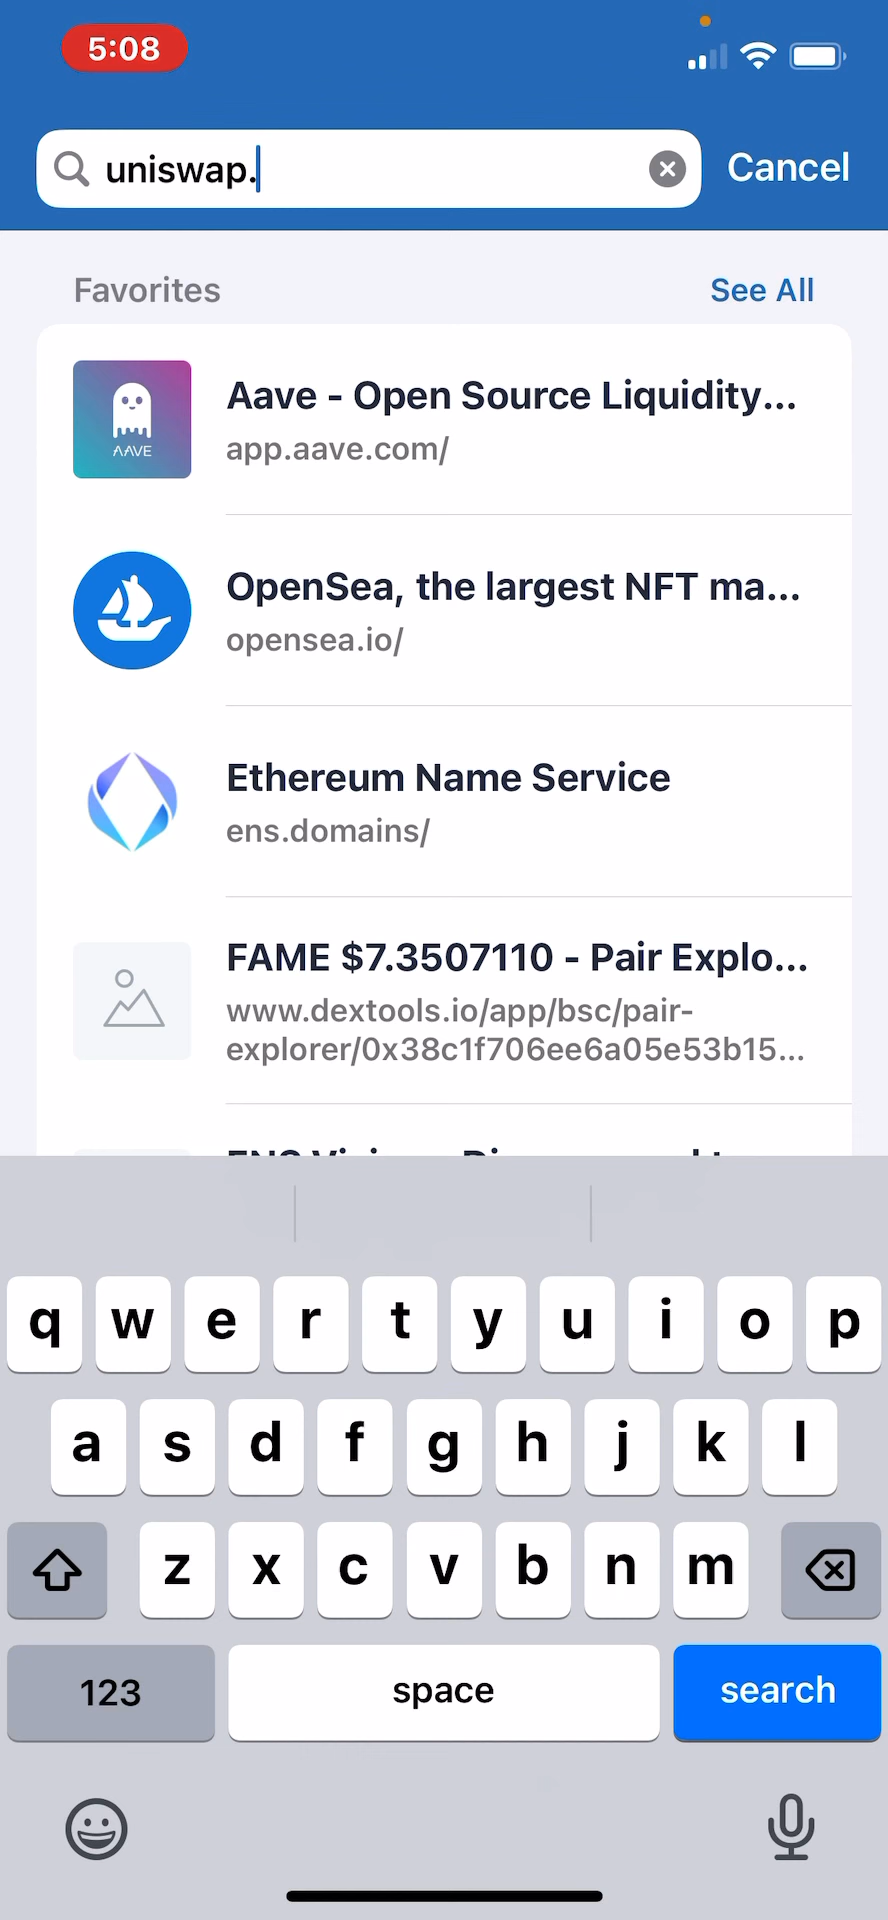 5:08
uniswap.
Cancel
Favorites
See All
AAVE
Aave - Open Source Liquidity...
app.aave.com/
OpenSea, the largest NFT ma...
opensea.io/
Ethereum Name Service
ens.domains/
FAME $7.3507110 - Pair Explo...
www.dextools.io/app/bsc/pair-
explorer/0x38c1f706ee6a05e53b15...
q w e r t y u i o p
a s d f g h j k l
z x c v b n m
123 space search